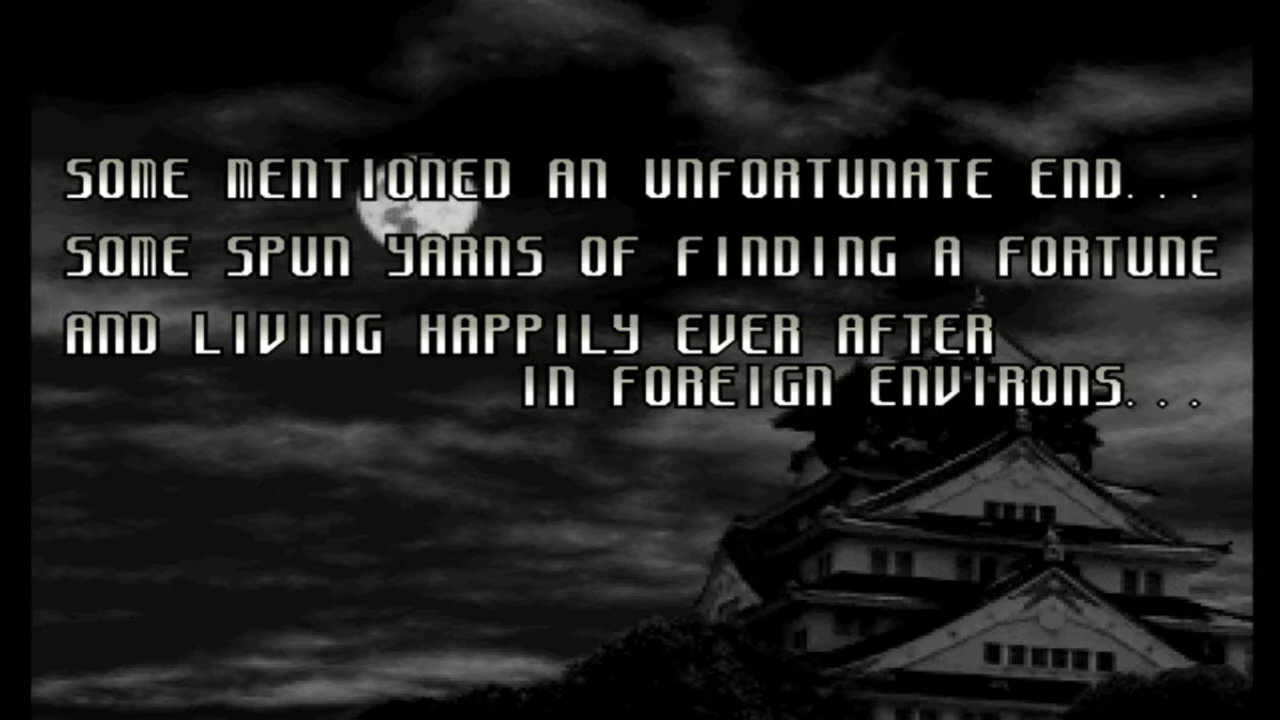 SOME MENTIONED AN UNFORTUNATE END...
SOME SPUN YARNS OF FINDING A FORTUNE
AND LIVING HAPPILY EVER AFTER
IN FOREIGN ENVIRONS...